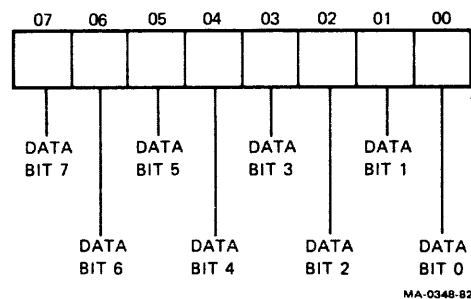 07 06 05 04 03 02 01 00
DATA DATA DATA DATA
BIT 7 BIT 5 BIT 3 BIT 1
DATA DATA DATA DATA
BIT 6 BIT 4 BIT 2 BIT 0
MA-0348-82